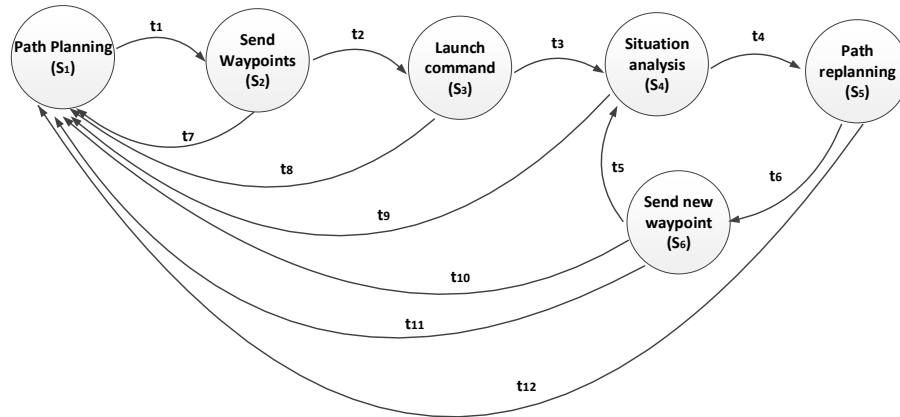 Path Planning
(S1)
t1
Send
Waypoints
(S2)
t2
Launch
command
(S3)
t3
Situation
analysis
(S4)
t4
Path
replanning
(S5)
t7
t8
t9
t5
t6
Send new
waypoint
(S6)
t10
t11
t12